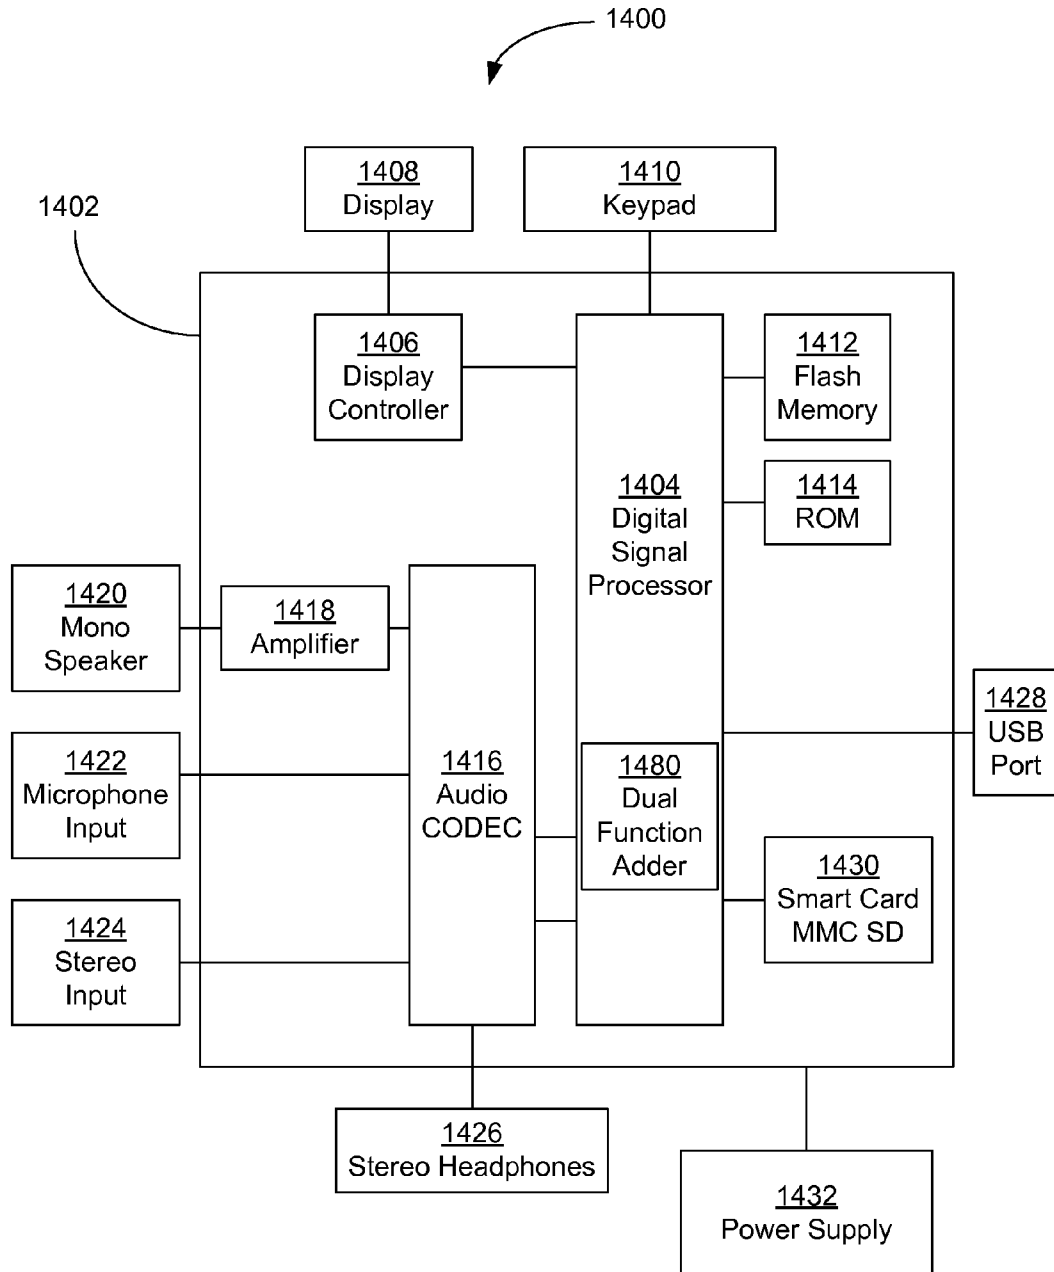 1400
1408
Display
1410
Keypad
1402
1406
Display
Controller
1412
Flash
Memory
1404
Digital
Signal
Processor
1414
ROM
1420
Mono
Speaker
1418
Amplifier
1428
USB
Port
1422
Microphone
Input
1416
Audio
CODEC
1480
Dual
Function
Adder
1430
Smart Card
MMC SD
1424
Stereo
Input
1426
Stereo Headphones
1432
Power Supply